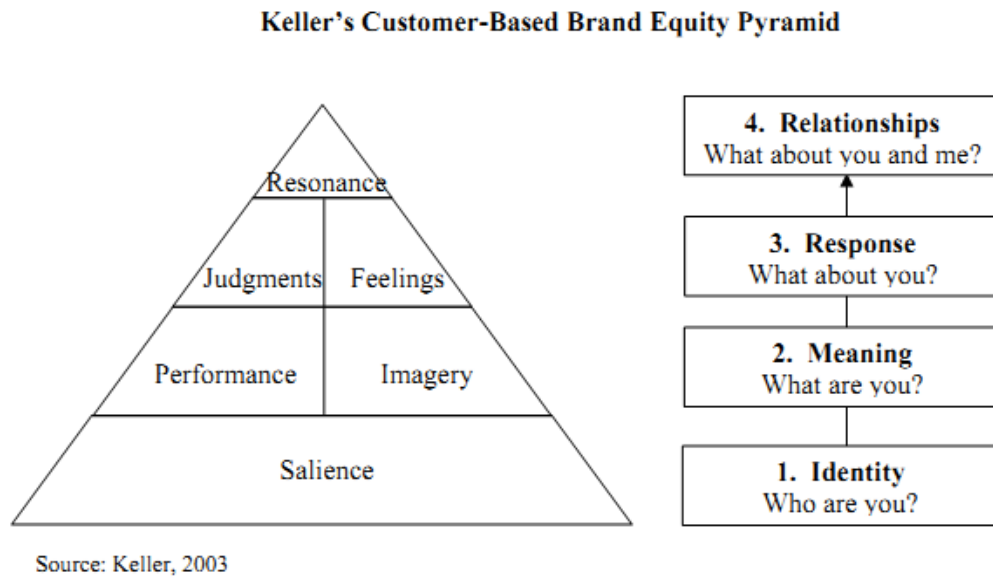 Keller’s Customer-Based Brand Equity Pyramid
Resonance
Judgments
Feelings
Performance
Imagery
Salience
4. Relationships
What about you and me?
3. Response
What about you?
2. Meaning
What are you?
1. Identity
Who are you?
Source: Keller, 2003